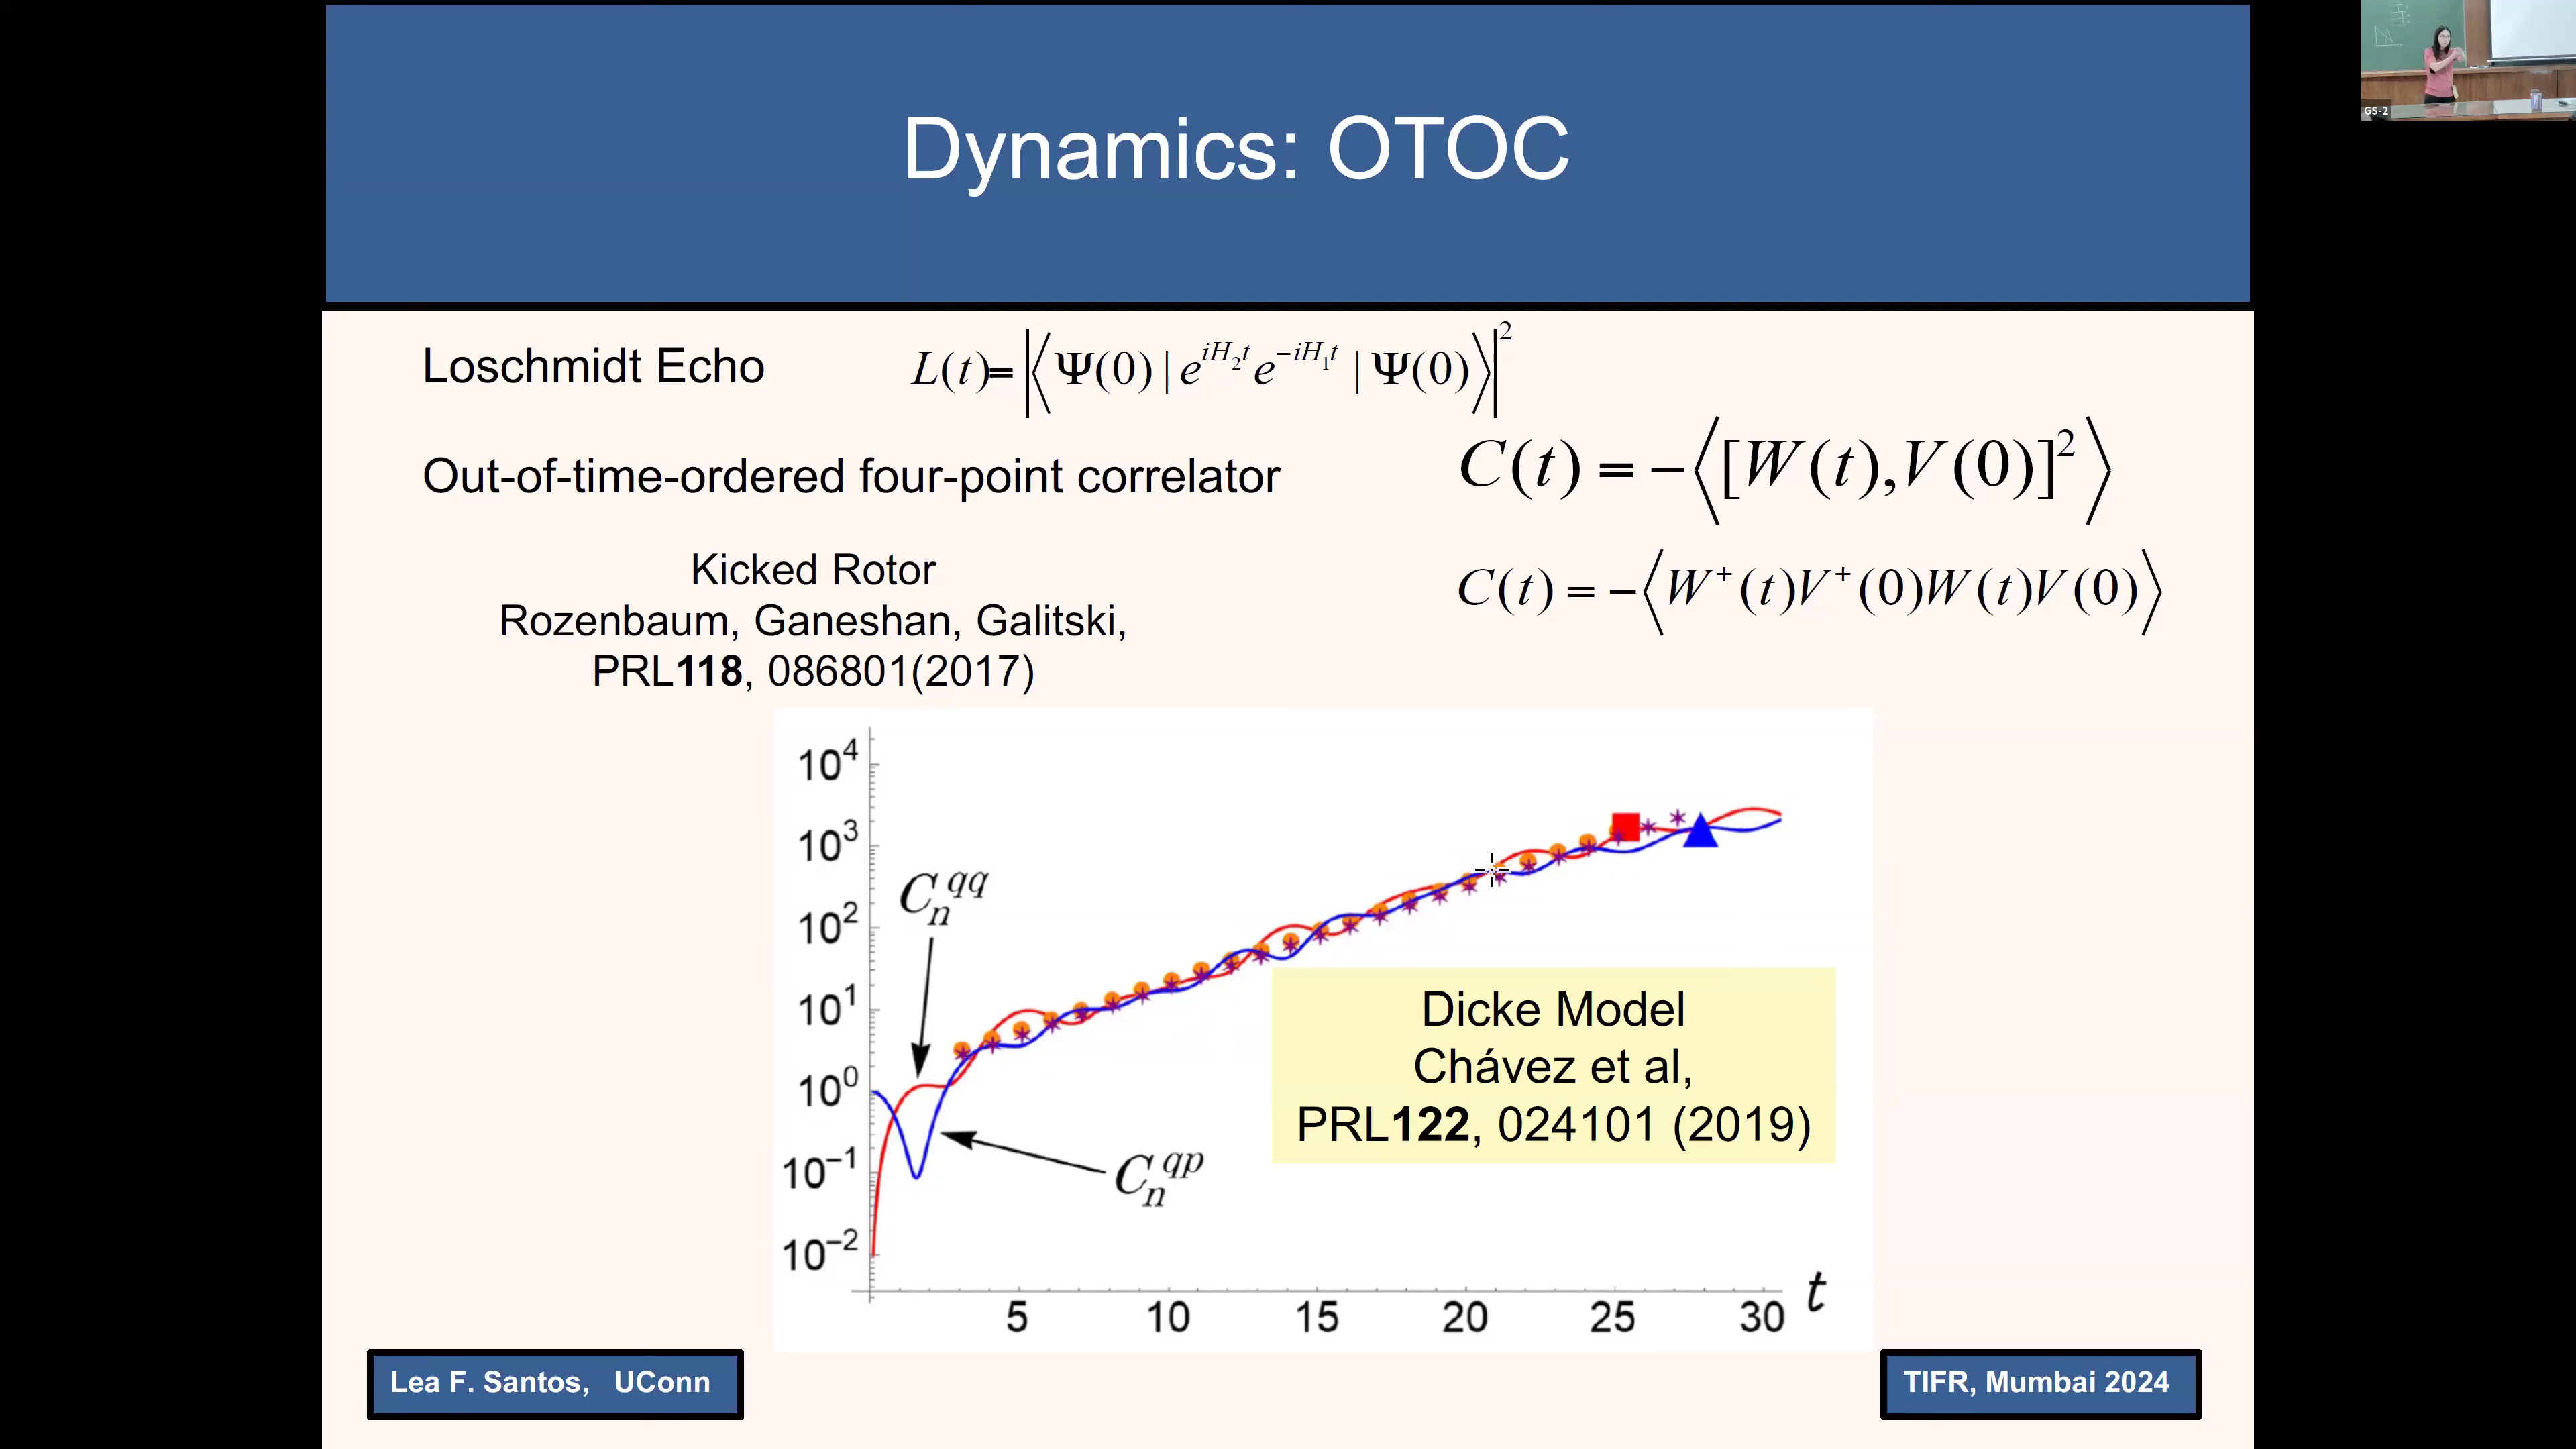 Dynamics: OTOC
GS-2
Loschmidt Echo
L(t)=|⟨Ψ(0)|e^{iH_2t}e^{-iH_1t}|Ψ(0)⟩|^2
Out-of-time-ordered four-point correlator
C(t) = -⟨[W(t),V(0)]^2⟩
Kicked Rotor
Rozenbaum, Ganeshan, Galitski,
PRL118, 086801(2017)
C(t) = -⟨W^+(t)V^+(0)W(t)V(0)⟩
10^4
10^3
10^2
10^1
10^0
10^{-1}
10^{-2}
C_n^{qq}
C_n^{qp}
Dicke Model
Chávez et al,
PRL122, 024101 (2019)
5 10 15 20 25 30 t
Lea F. Santos, UConn
TIFR, Mumbai 2024